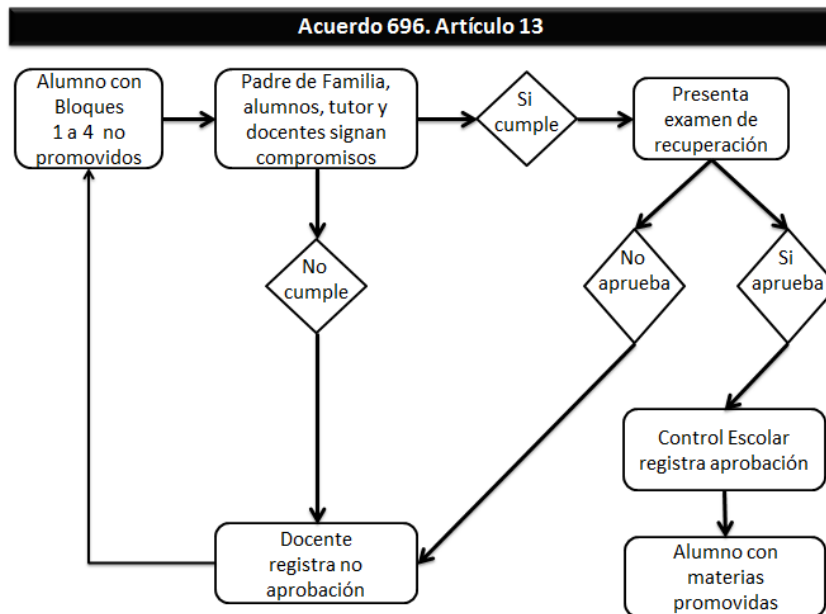 Acuerdo 696. Artículo 13
Alumno con
Bloques
1 a 4 no
promovidos
Padre de Familia,
alumnos, tutor y
docentes signan
compromisos
Si
cumple
Presenta
examen de
recuperación
No
cumple
No
aprueba
Si
aprueba
Control Escolar
registra aprobación
Docente
registra no
aprobación
Alumno con
materias
promovidas